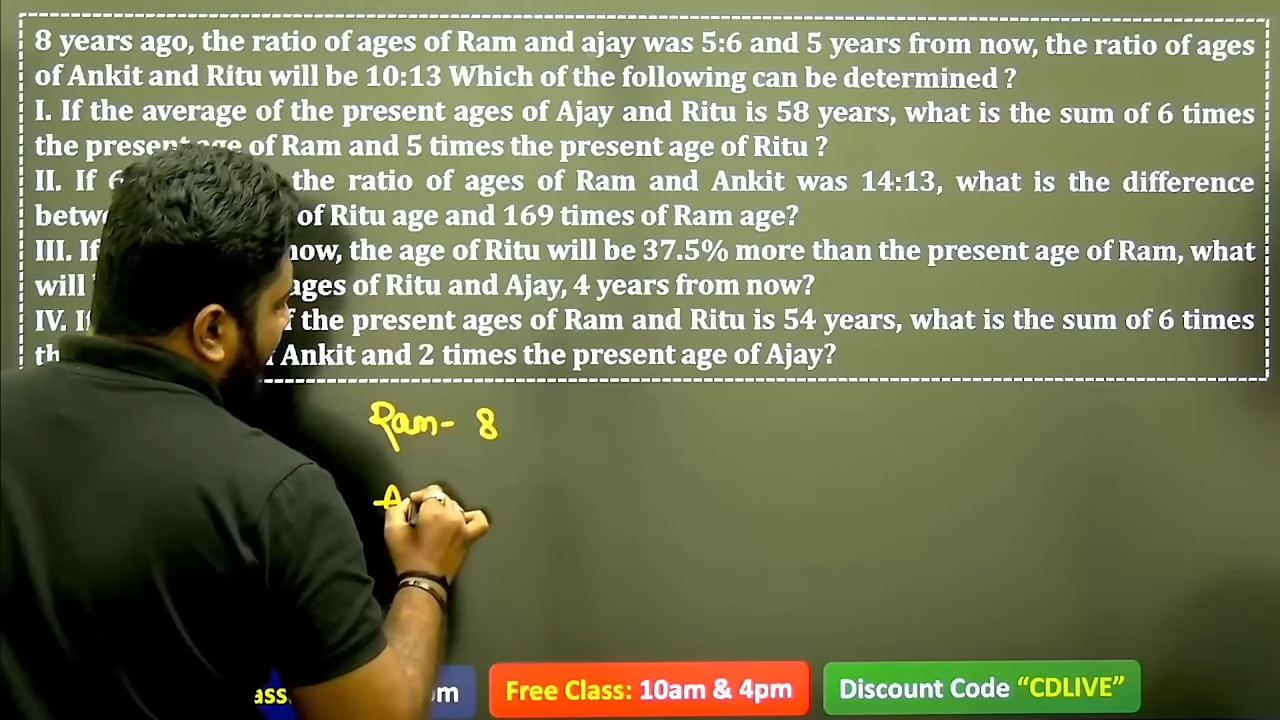 8 years ago, the ratio of ages of Ram and ajay was 5:6 and 5 years from now, the ratio of ages
of Ankit and Ritu will be 10:13 Which of the following can be determined ?
I. If the average of the present ages of Ajay and Ritu is 58 years, what is the sum of 6 times
the present age of Ram and 5 times the present age of Ritu ?
II. If 6 the ratio of ages of Ram and Ankit was 14:13, what is the difference
of Ritu age and 169 times of Ram age?
III. If now, the age of Ritu will be 37.5% more than the present age of Ram, what
will ages of Ritu and Ajay, 4 years from now?
IV. the present ages of Ram and Ritu is 54 years, what is the sum of 6 times
Ankit and 2 times the present age of Ajay?
Ram- 8
A
Free Class: 10am & 4pm
Discount Code “CDLIVE”